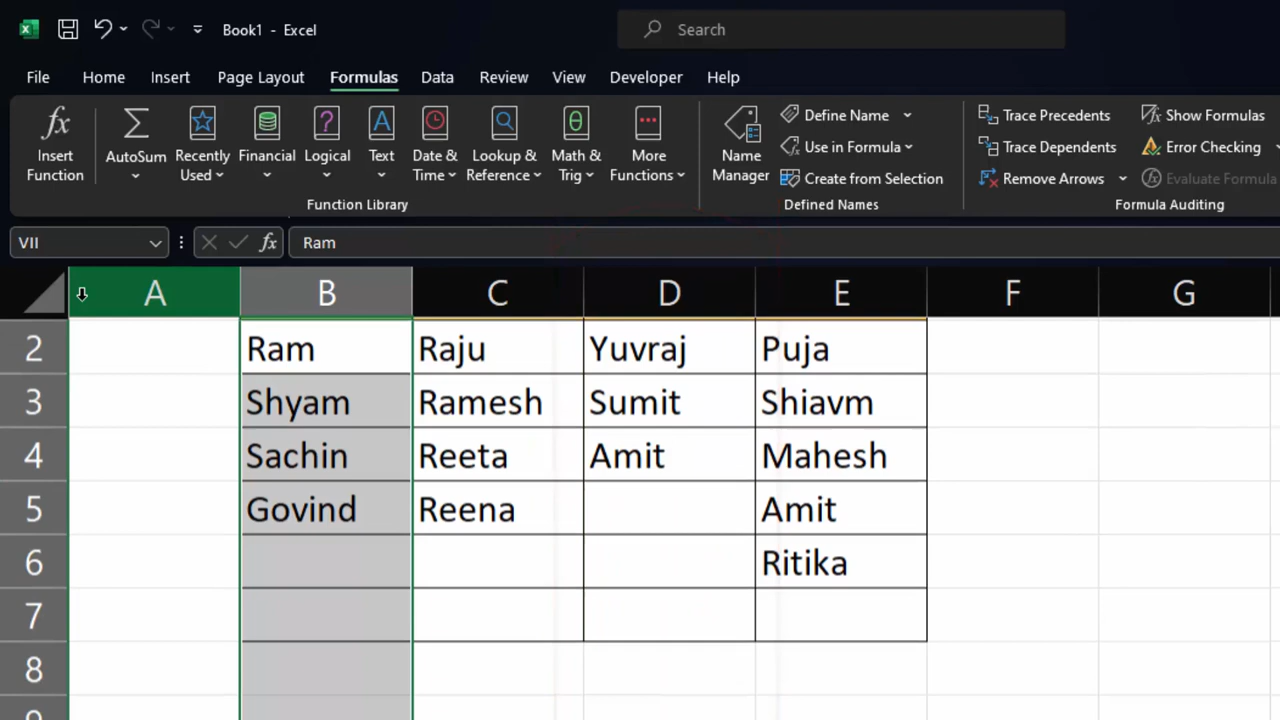 Book1 - Excel
Search
File Home Insert Page Layout Formulas Data Review View Developer Help
Insert Function
AutoSum
Recently Used
Financial
Logical
Text
Date & Time
Lookup & Reference
Math & Trig
More Functions
Function Library
Name Manager
Define Name
Use in Formula
Create from Selection
Defined Names
Trace Precedents
Trace Dependents
Remove Arrows
Show Formulas
Error Checking
Evaluate Formula
Formula Auditing
VII fx Ram
A B C D E F G
2 Ram Raju Yuvraj Puja
3 Shyam Ramesh Sumit Shiavm
4 Sachin Reeta Amit Mahesh
5 Govind Reena Amit
6 Ritika
7
8
9